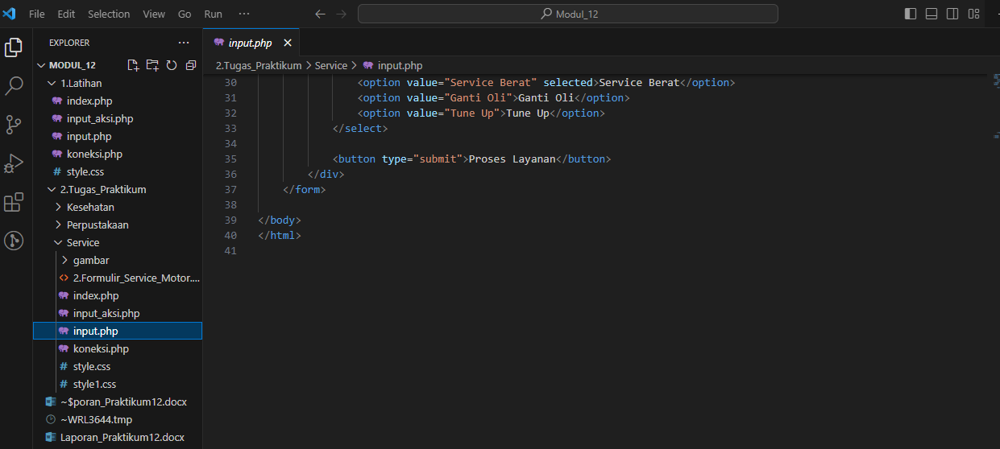 File Edit Selection View Go Run ··· Modul_12
EXPLORER ···
MODUL_12
1.Latihan
index.php
input_aksi.php
input.php
koneksi.php
# style.css
2.Tugas_Praktikum
Kesehatan
Perpustakaan
Service
gambar
<> 2.Formulir_Service_Motor....
index.php
input_aksi.php
input.php
koneksi.php
# style.css
# style1.css
~$poran_Praktikum12.docx
~WRL3644.tmp
Laporan_Praktikum12.docx
input.php
2.Tugas_Praktikum > Service > input.php
30 <option value="Service Berat" selected>Service Berat</option>
31 <option value="Ganti Oli">Ganti Oli</option>
32 <option value="Tune Up">Tune Up</option>
33 </select>
34
35 <button type="submit">Proses Layanan</button>
36 </div>
37 </form>
38
39 </body>
40 </html>
41